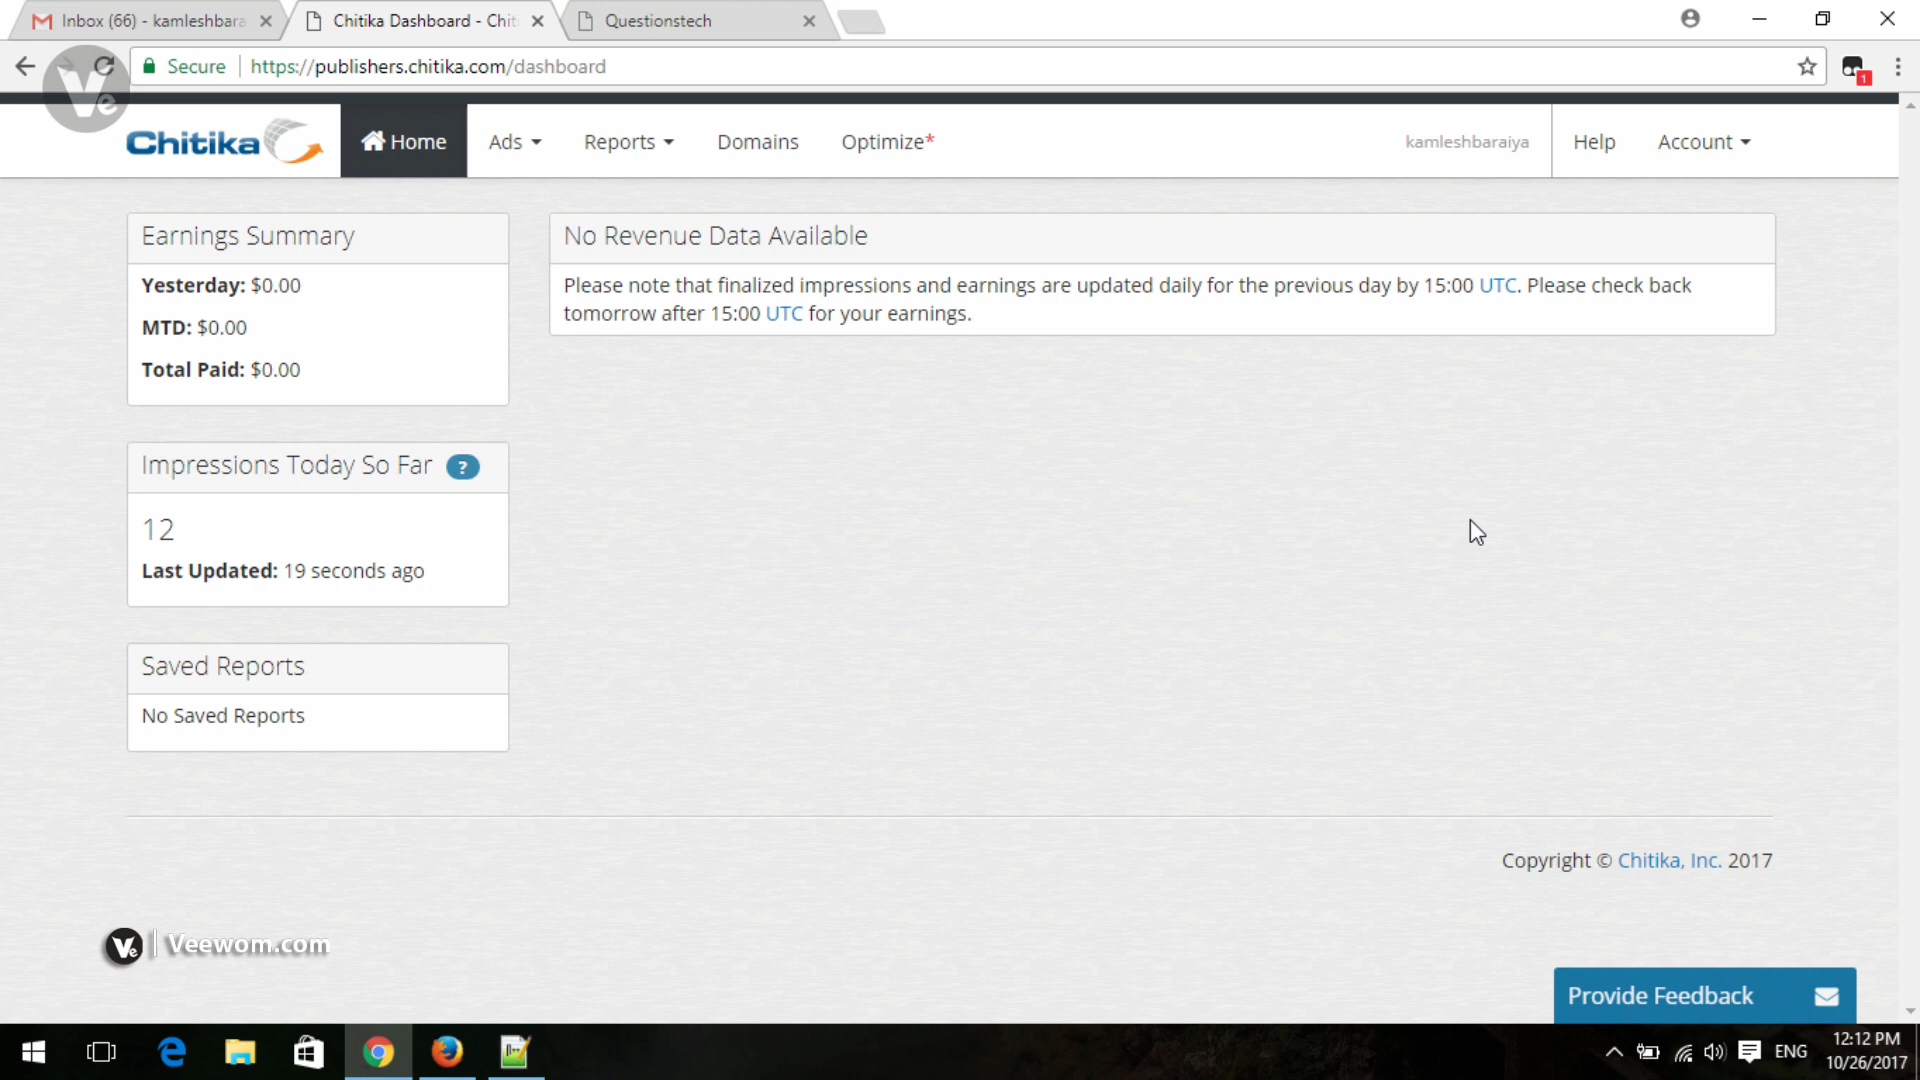 Inbox (66) - kamleshbara
Chitika Dashboard - Chit
Questionstech
Secure
https://publishers.chitika.com/dashboard
1
Ve
Chitika
Home
Ads
Reports
Domains
Optimize*
kamleshbaraiya
Help
Account
Earnings Summary
Yesterday: $0.00
MTD: $0.00
Total Paid: $0.00
No Revenue Data Available
Please note that finalized impressions and earnings are updated daily for the previous day by 15:00 UTC. Please check back
tomorrow after 15:00 UTC for your earnings.
Impressions Today So Far ?
12
Last Updated: 19 seconds ago
Saved Reports
No Saved Reports
Copyright © Chitika, Inc. 2017
Ve | Veewom.com
Provide Feedback
ENG
12:12 PM
10/26/2017